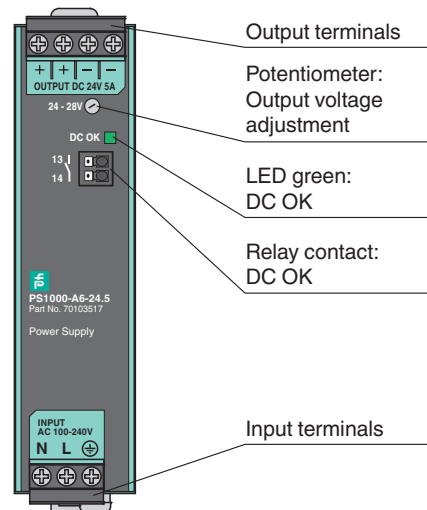 Output terminals
+ + − −
OUTPUT DC 24V 5A
Potentiometer:
Output voltage
adjustment
24 - 28V
DC OK
LED green:
DC OK
13
14
Relay contact:
DC OK
PS1000-A6-24.5
Part No. 70103517
Power Supply
INPUT
AC 100-240V
N L
Input terminals